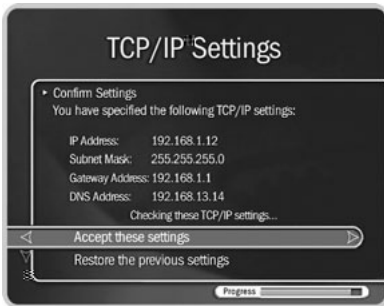 TCP/IP Settings
Confirm Settings
You have specified the following TCP/IP settings:
IP Address: 192.168.1.12
Subnet Mask: 255.255.255.0
Gateway Address: 192.168.1.1
DNS Address: 192.168.13.14
Checking these TCP/IP settings...
Accept these settings
Restore the previous settings
Progress